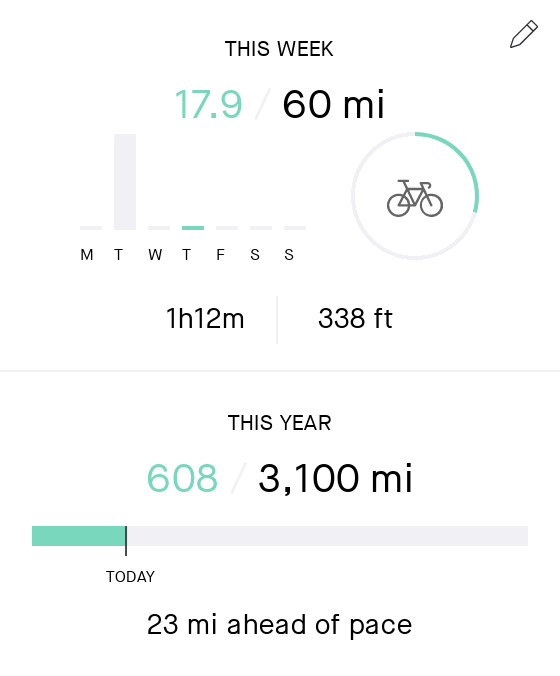 THIS WEEK
17.9 / 60 mi
M T W T F S S
1h12m 338 ft
THIS YEAR
608 / 3,100 mi
TODAY
23 mi ahead of pace